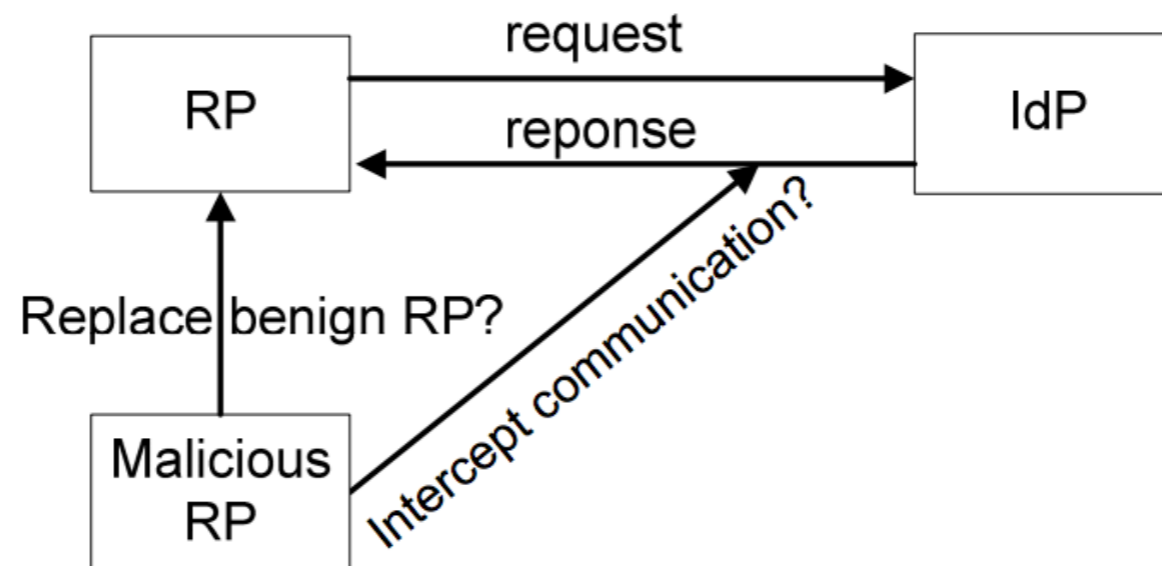 request
RP
IdP
reponse
Intercept communication?
Replace benign RP?
Malicious
RP